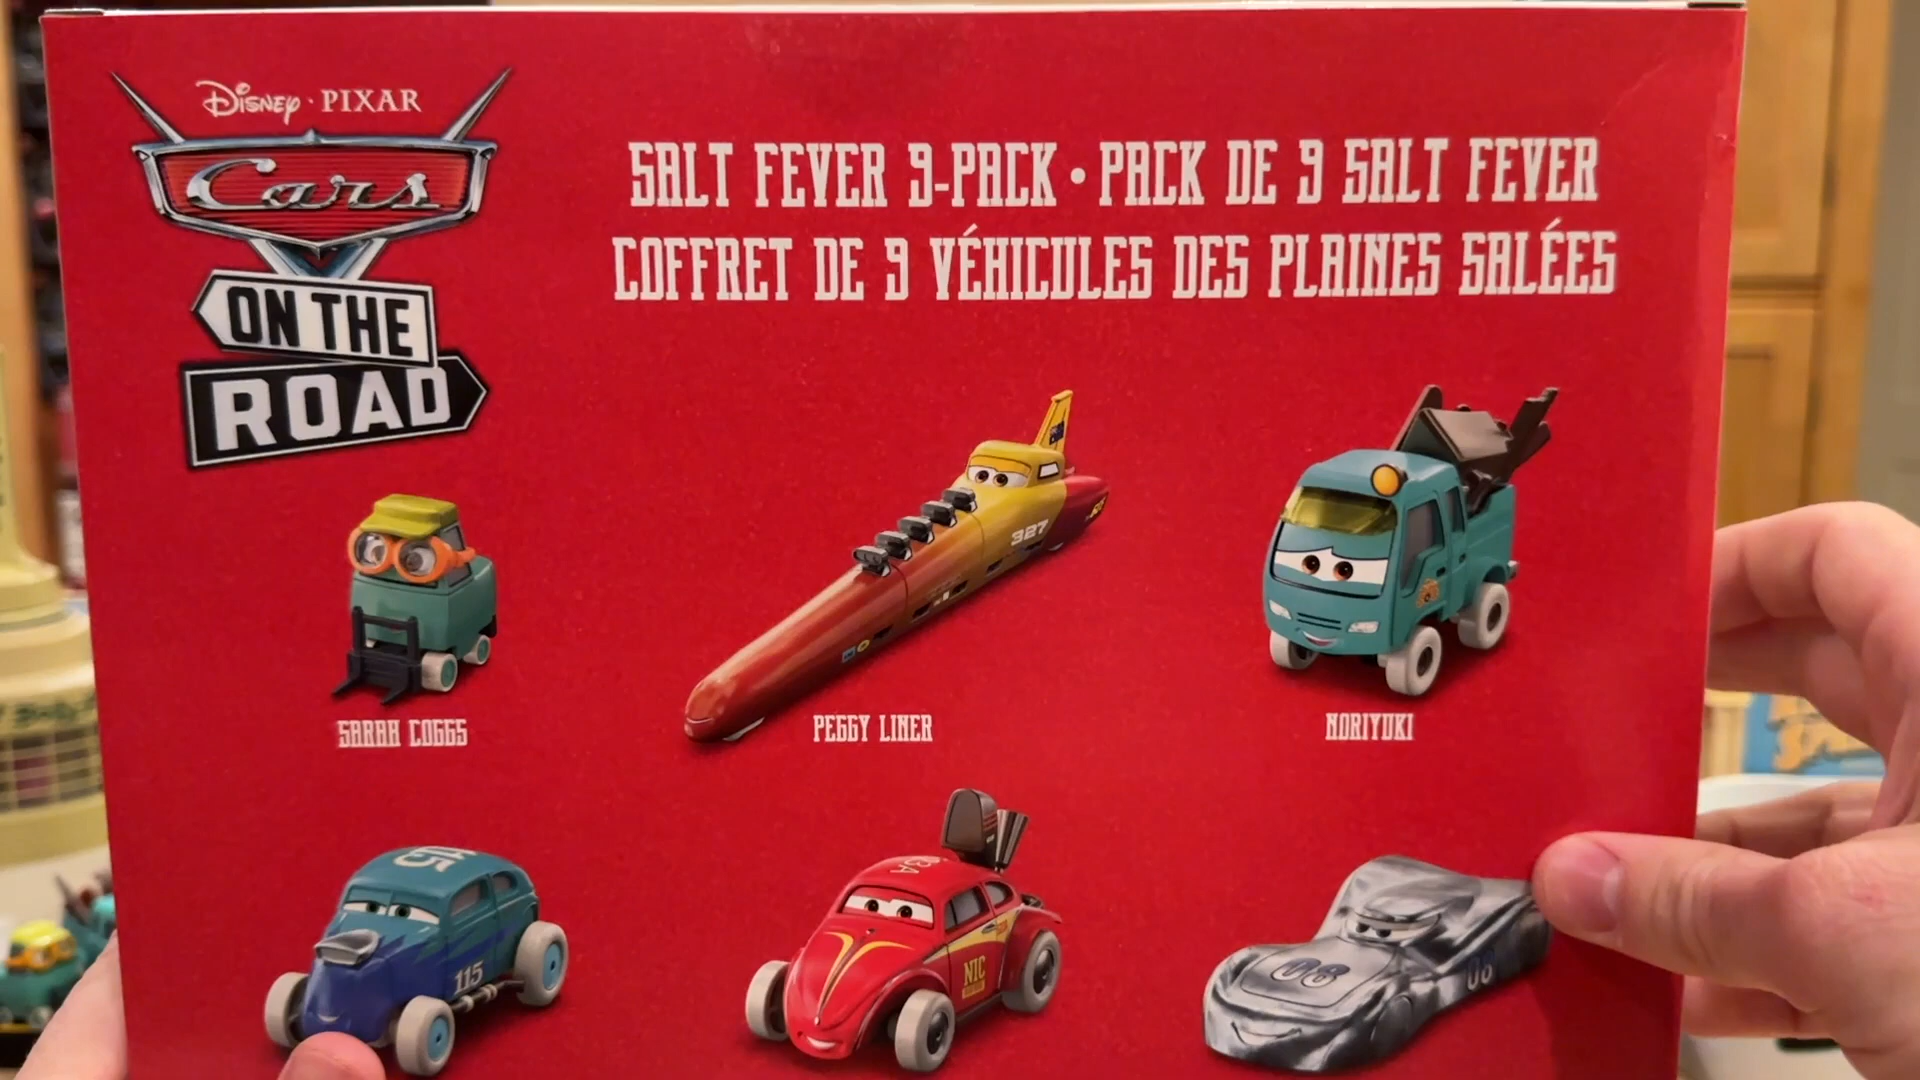 Disney · PIXAR
Cars
ON THE
ROAD
SALT FEVER 9-PACK • PACK DE 9 SALT FEVER
COFFRET DE 9 VÉHICULES DES PLAINES SALÉES
327
SARAH COGGS
PEGGY LINER
NORIYUKI
115
115
NIC
08
08